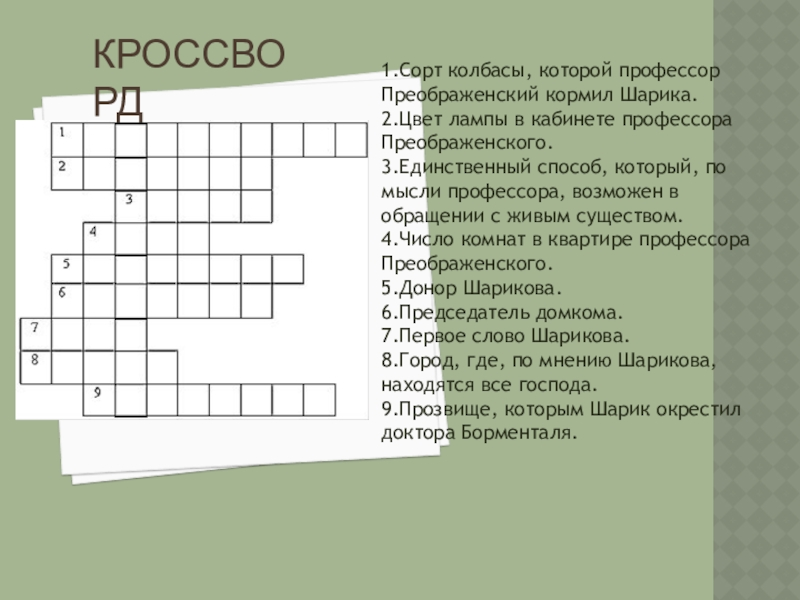 КРОССВО
РД
1.Сорт колбасы, которой профессор
Преображенский кормил Шарика.
2.Цвет лампы в кабинете профессора
Преображенского.
3.Единственный способ, который, по
мысли профессора, возможен в
обращении с живым существом.
4.Число комнат в квартире профессора
Преображенского.
5.Донор Шарикова.
6.Председатель домкома.
7.Первое слово Шарикова.
8.Город, где, по мнению Шарикова,
находятся все господа.
9.Прозвище, которым Шарик окрестил
доктора Борменталя.
1
2
3
4
5
6
7
8
9